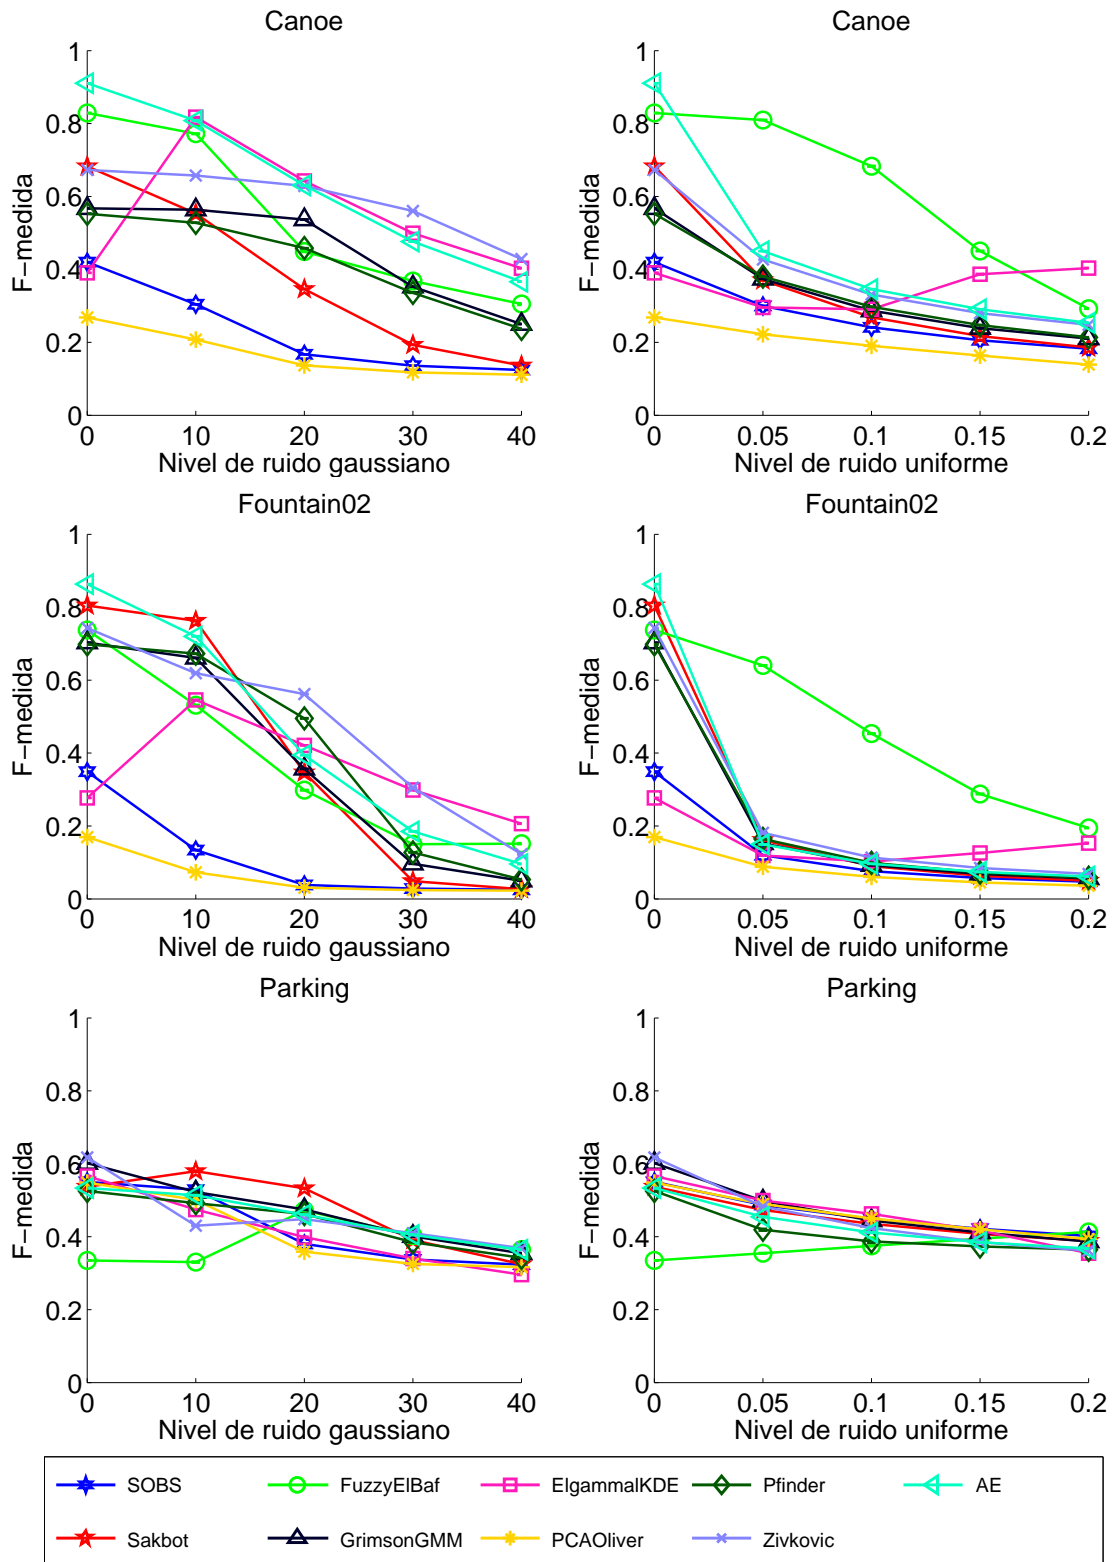 Canoe
1
0.8
0.6
0.4
0.2
0
F−medida
0 10 20 30 40
Nivel de ruido gaussiano
Canoe
1
0.8
0.6
0.4
0.2
0
F−medida
0 0.05 0.1 0.15 0.2
Nivel de ruido uniforme
Fountain02
1
0.8
0.6
0.4
0.2
0
F−medida
0 10 20 30 40
Nivel de ruido gaussiano
Fountain02
1
0.8
0.6
0.4
0.2
0
F−medida
0 0.05 0.1 0.15 0.2
Nivel de ruido uniforme
Parking
1
0.8
0.6
0.4
0.2
0
F−medida
0 10 20 30 40
Nivel de ruido gaussiano
Parking
1
0.8
0.6
0.4
0.2
0
F−medida
0 0.05 0.1 0.15 0.2
Nivel de ruido uniforme
SOBS FuzzyElBaf ElgammalKDE Pfinder AE
Sakbot GrimsonGMM PCAOliver Zivkovic